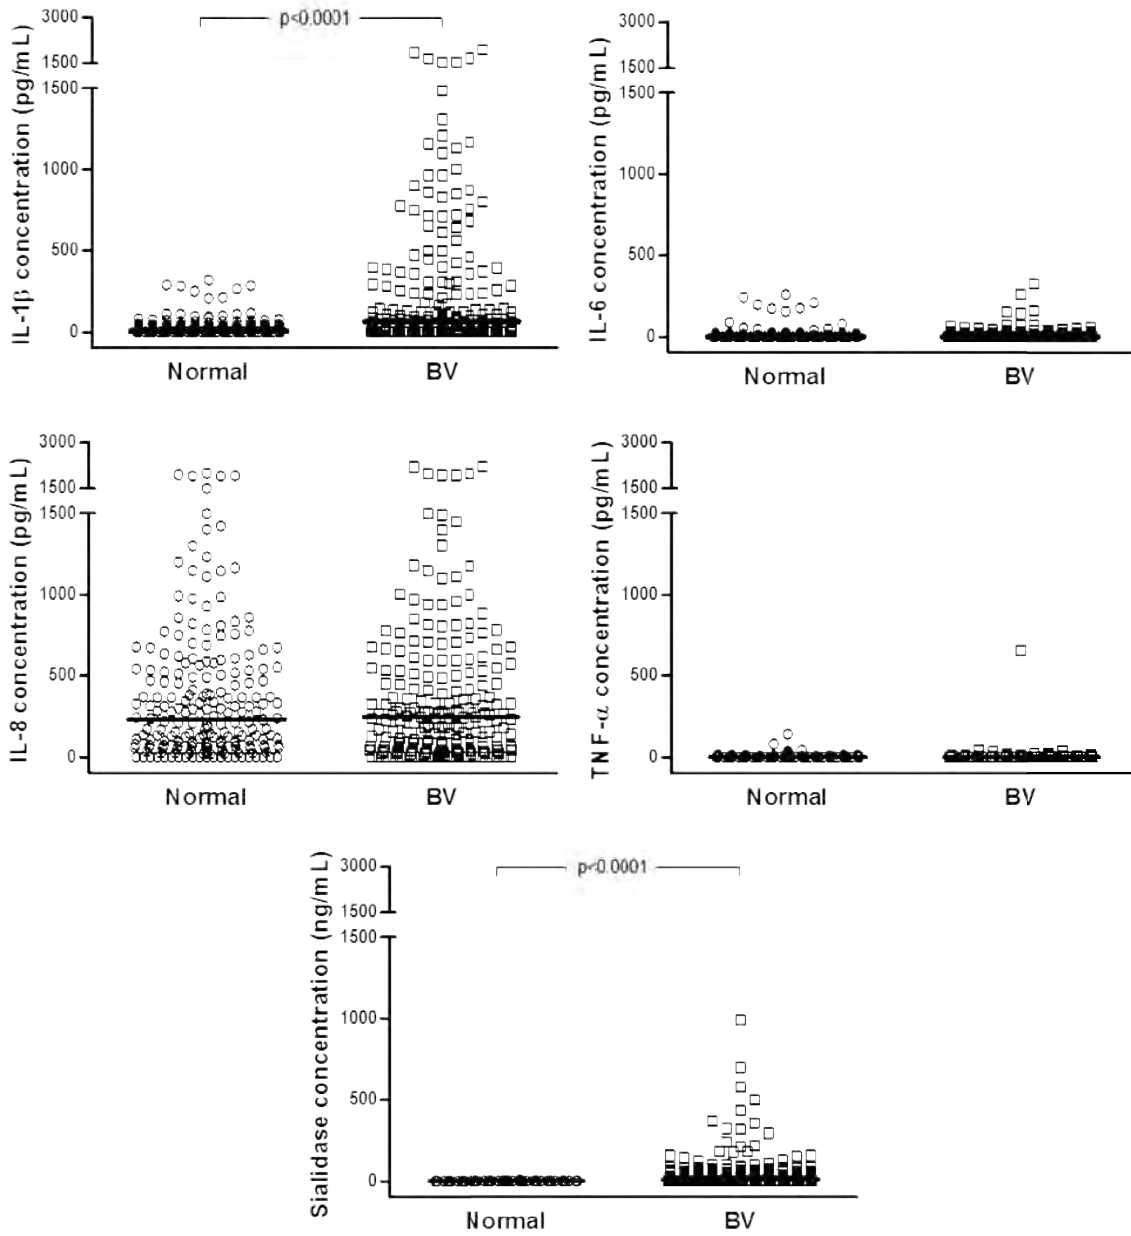 IL-1β concentration (pg/mL)
3000
1500
1500
1000
500
0
p<0.0001
Normal
BV
IL-6 concentration (pg/mL)
3000
1500
1500
1000
500
0
Normal
BV
IL-8 concentration (pg/mL)
3000
1500
1500
1000
500
0
Normal
BV
TNF-α concentration (pg/mL)
3000
1500
1500
1000
500
0
Normal
BV
Sialidase concentration (ng/mL)
3000
1500
1500
1000
500
0
p<0.0001
Normal
BV